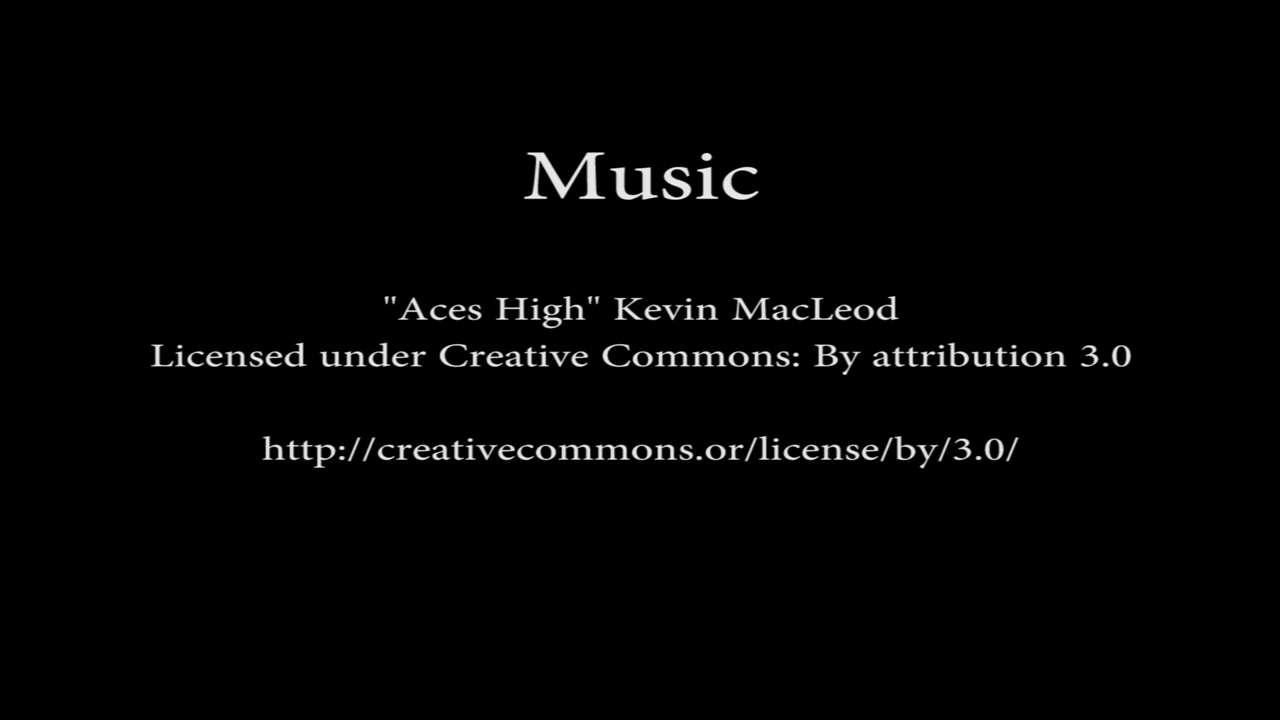 Music
"Aces High" Kevin MacLeod
Licensed under Creative Commons: By attribution 3.0
http://creativecommons.or/license/by/3.0/